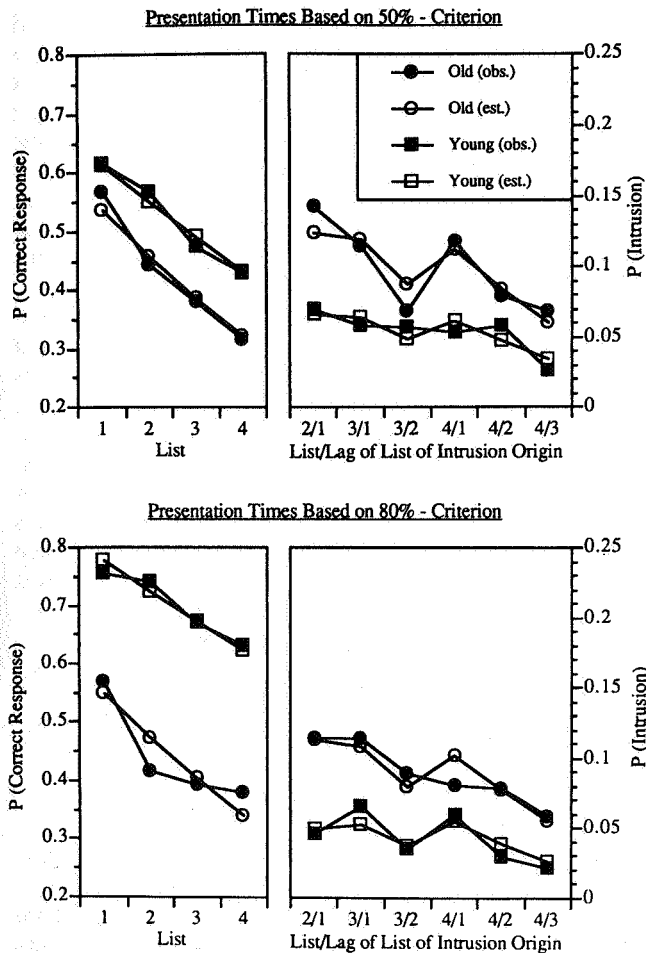 Presentation Times Based on 50% - Criterion
0.8
0.7
0.6
0.5
0.4
0.3
0.2
P (Correct Response)
1 2 3 4
List
Old (obs.)
Old (est.)
Young (obs.)
Young (est.)
0.25
0.2
0.15
0.1
0.05
0
P (Intrusion)
2/1 3/1 3/2 4/1 4/2 4/3
List/Lag of List of Intrusion Origin
Presentation Times Based on 80% - Criterion
0.8
0.7
0.6
0.5
0.4
0.3
0.2
P (Correct Response)
1 2 3 4
List
0.25
0.2
0.15
0.1
0.05
0
P (Intrusion)
2/1 3/1 3/2 4/1 4/2 4/3
List/Lag of List of Intrusion Origin